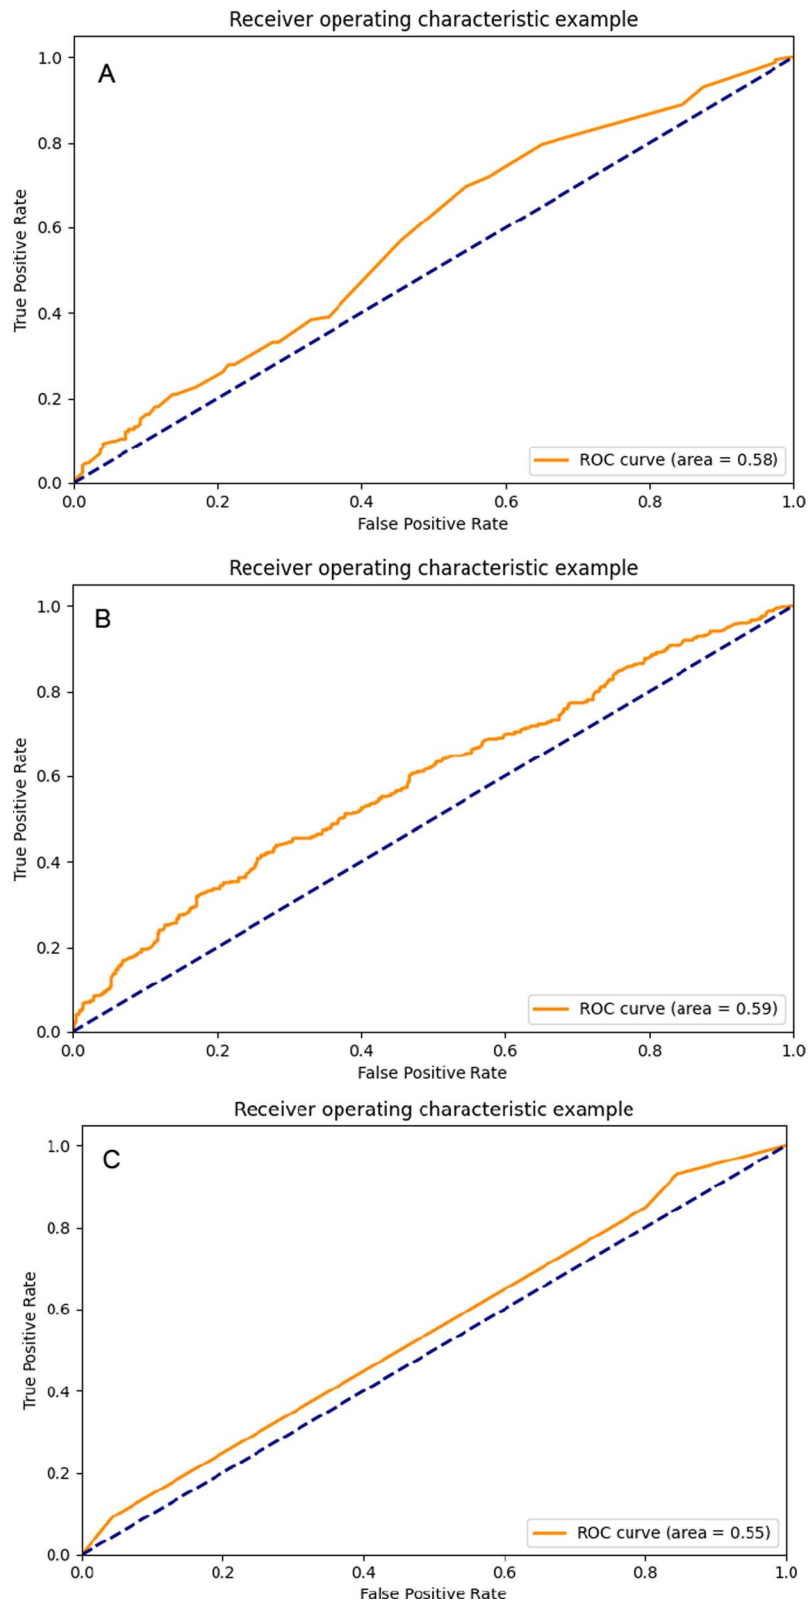 Receiver operating characteristic example
A
1.0
0.8
0.6
0.4
0.2
0.0
True Positive Rate
ROC curve (area = 0.58)
0.0 0.2 0.4 0.6 0.8 1.0
False Positive Rate
Receiver operating characteristic example
B
1.0
0.8
0.6
0.4
0.2
0.0
True Positive Rate
ROC curve (area = 0.59)
0.0 0.2 0.4 0.6 0.8 1.0
False Positive Rate
Receiver operating characteristic example
C
1.0
0.8
0.6
0.4
0.2
0.0
True Positive Rate
ROC curve (area = 0.55)
0.0 0.2 0.4 0.6 0.8 1.0
False Positive Rate